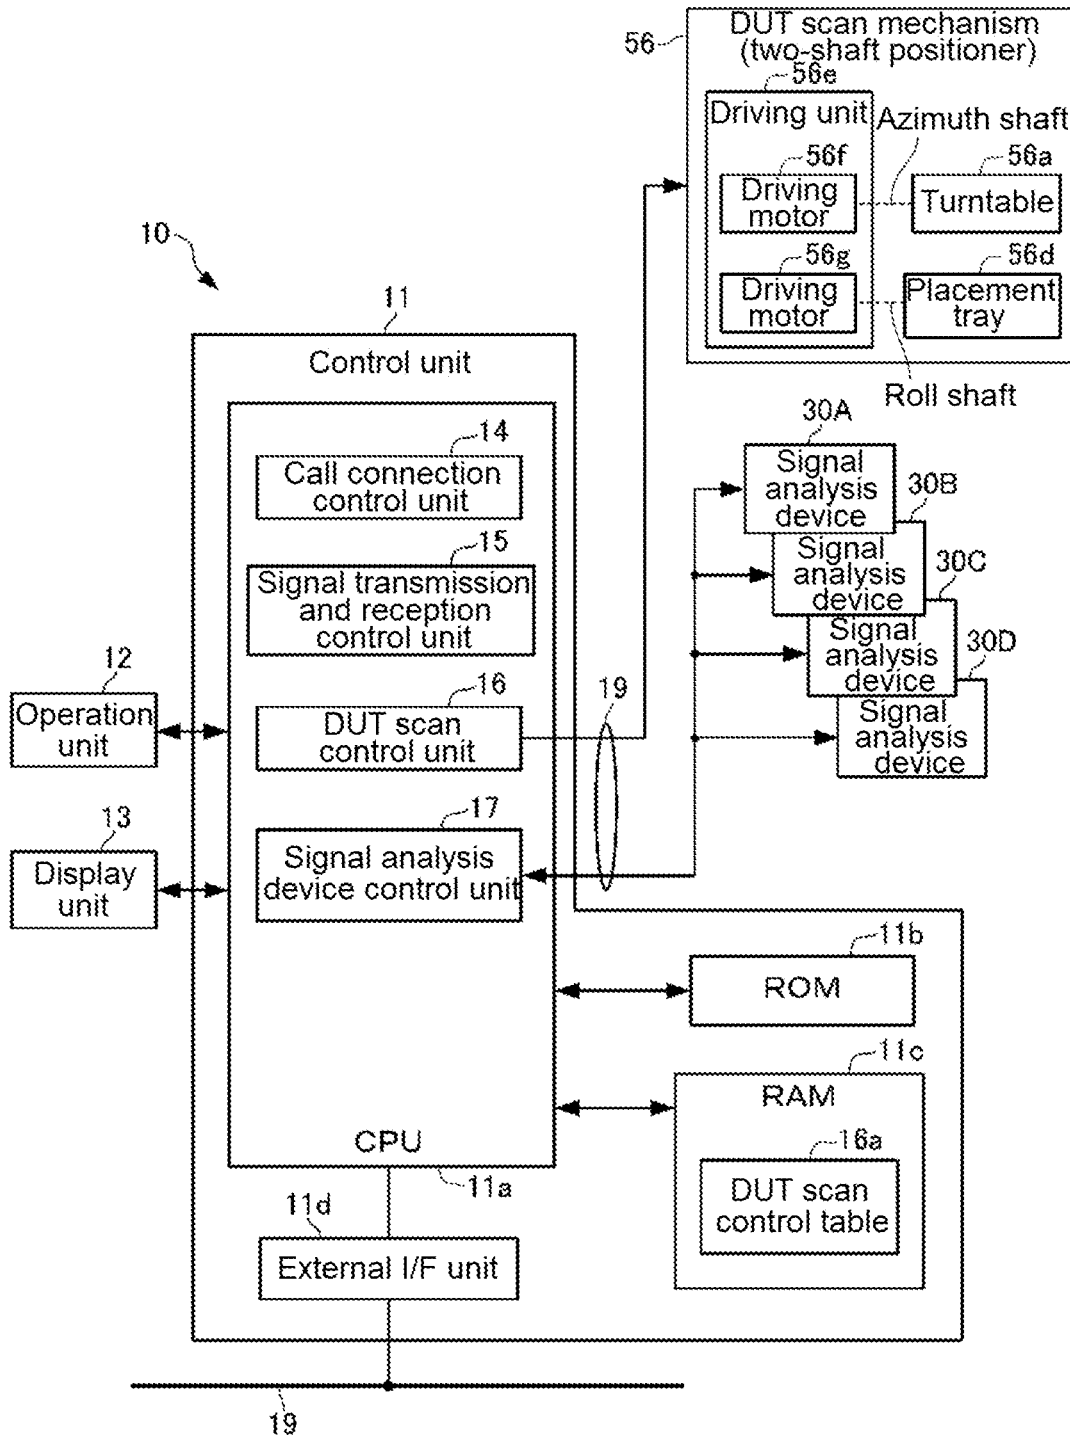 56
DUT scan mechanism
(two-shaft positioner)
56e
Driving unit
Azimuth shaft
56f
Driving
motor
56a
Turntable
56g
Driving
motor
56d
Placement
tray
Roll shaft
10
11
Control unit
14
Call connection
control unit
15
Signal transmission
and reception
control unit
16
DUT scan
control unit
17
Signal analysis
device control unit
12
Operation
unit
13
Display
unit
19
30A
Signal
analysis
device
30B
Signal
analysis
device
30C
Signal
analysis
device
30D
Signal
analysis
device
11b
ROM
11c
RAM
16a
DUT scan
control table
CPU
11a
11d
External I/F unit
19